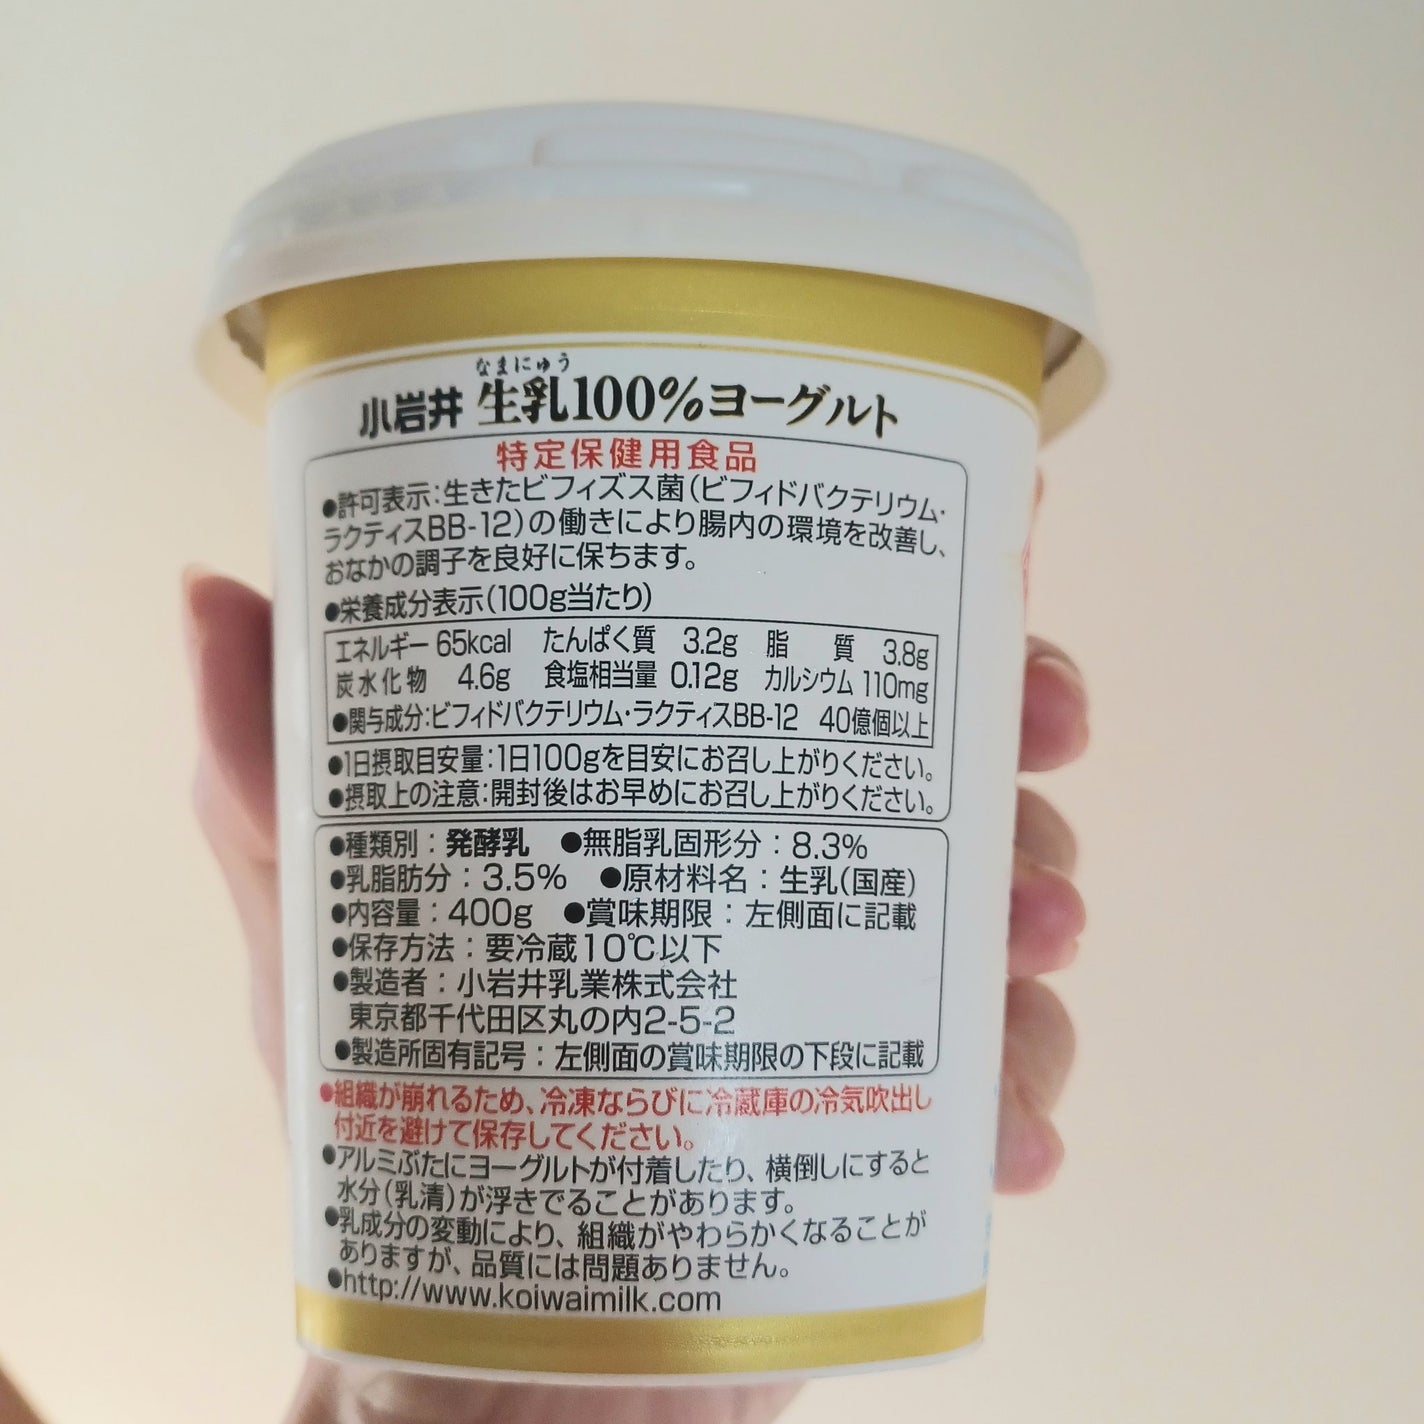 なまにゅう
小岩井 生乳100%ヨーグルト
特定保健用食品
●許可表示:生きたビフィズス菌(ビフィドバクテリウム・
ラクティスBB-12)の働きにより腸内の環境を改善し、
おなかの調子を良好に保ちます。
●栄養成分表示(100g当たり)
エネルギー 65kcal たんぱく質 3.2g 脂 質 3.8g
炭水化物 4.6g 食塩相当量 0.12g カルシウム 110mg
●関与成分:ビフィドバクテリウム・ラクティスBB-12 40億個以上
●1日摂取目安量:1日100gを目安にお召し上がりください。
●摂取上の注意:開封後はお早めにお召し上がりください。
●種類別:発酵乳 ●無脂乳固形分:8.3%
●乳脂肪分:3.5% ●原材料名:生乳(国産)
●内容量:400g ●賞味期限:左側面に記載
●保存方法:要冷蔵10℃以下
●製造者:小岩井乳業株式会社
東京都千代田区丸の内2-5-2
●製造所固有記号:左側面の賞味期限の下段に記載
●組織が崩れるため、冷凍ならびに冷蔵庫の冷気吹出し
付近を避けて保存してください。
●アルミぶたにヨーグルトが付着したり、横倒しにすると
水分(乳清)が浮きでることがあります。
●乳成分の変動により、組織がやわらかくなることが
ありますが、品質には問題ありません。
●http://www.koiwaimilk.com